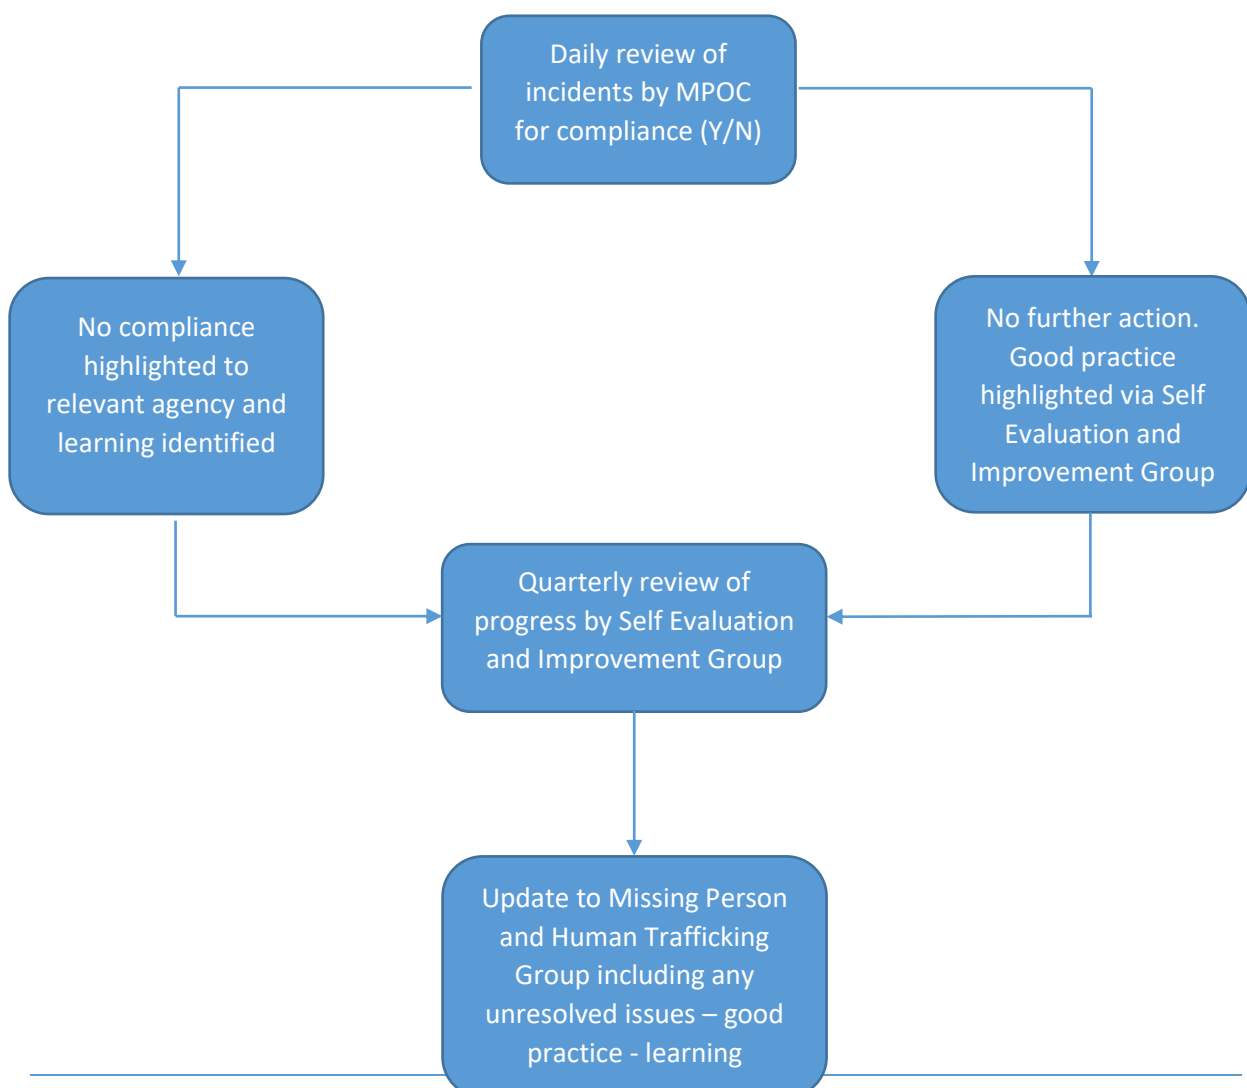 Daily review of
incidents by MPOC
for compliance (Y/N)
No compliance
highlighted to
relevant agency and
learning identified
No further action.
Good practice
highlighted via Self
Evaluation and
Improvement Group
Quarterly review of
progress by Self Evaluation
and Improvement Group
Update to Missing Person
and Human Trafficking
Group including any
unresolved issues – good
practice - learning